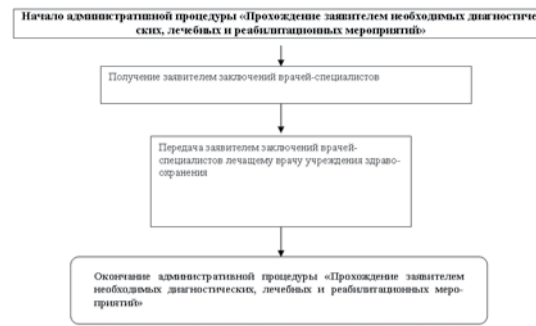 Начало административной процедуры «Прохождение заявителем необходимых диагностиче-
ских, лечебных и реабилитационных мероприятий»
Получение заявителем заключений врачей-специалистов
Передача заявителем заключений врачей-
специалистов лечащему врачу учреждения здраво-
охранения
Окончание административной процедуры «Прохождение заявителем
необходимых диагностических, лечебных и реабилитационных меро-
приятий»